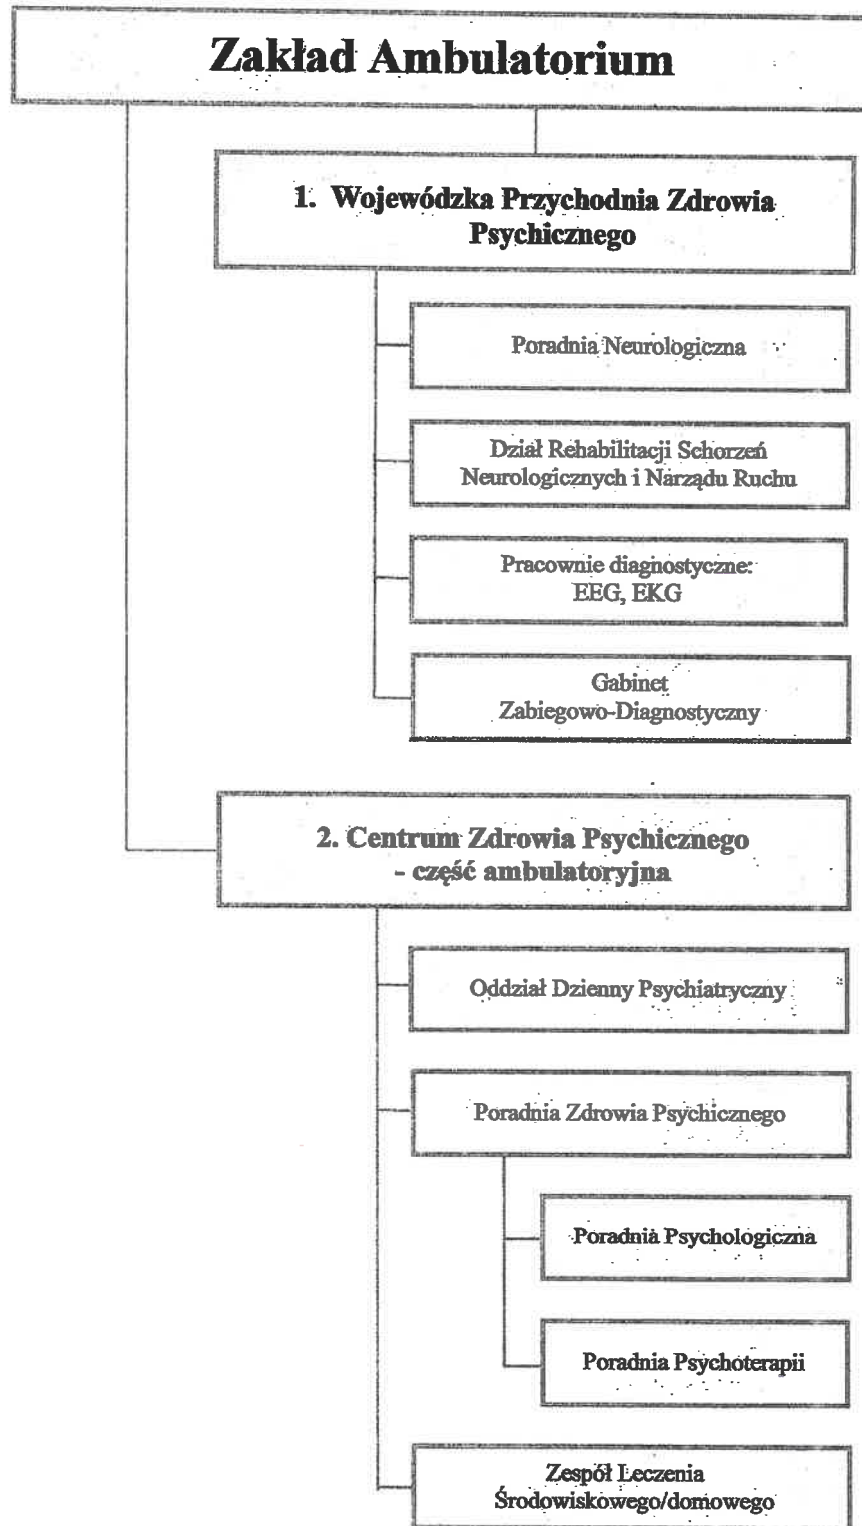 Zakład Ambulatorium
1. Wojewódzka Przychodnia Zdrowia
Psychicznego
Poradnia Neurologiczna
Dział Rehabilitacji Schorzeń
Neurologicznych i Narządu Ruchu
Pracownie diagnostyczne:
EEG, EKG
Gabinet
Zabiegowo-Diagnostyczny
2. Centrum Zdrowia Psychicznego
- część ambulatoryjna
Oddział Dzienny Psychiatryczny
Poradnia Zdrowia Psychicznego
Poradnia Psychologiczna
Poradnia Psychoterapii
Zespół Leczenia
Środowiskowego/domowego